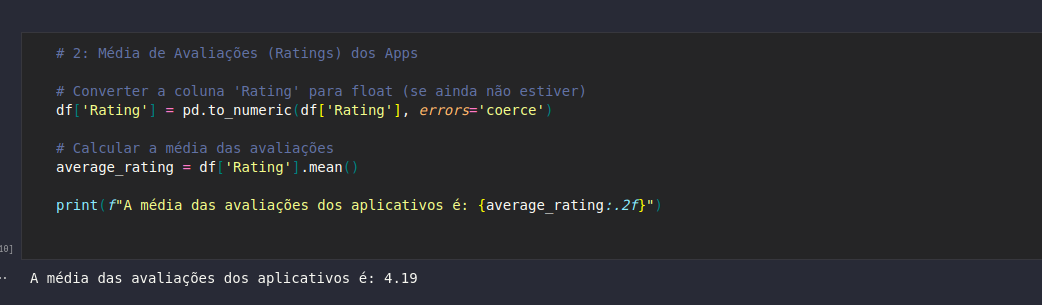 # 2: Média de Avaliações (Ratings) dos Apps
# Converter a coluna 'Rating' para float (se ainda não estiver)
df['Rating'] = pd.to_numeric(df['Rating'], errors='coerce')
# Calcular a média das avaliações
average_rating = df['Rating'].mean()
print(f"A média das avaliações dos aplicativos é: {average_rating:.2f}")
10]
A média das avaliações dos aplicativos é: 4.19